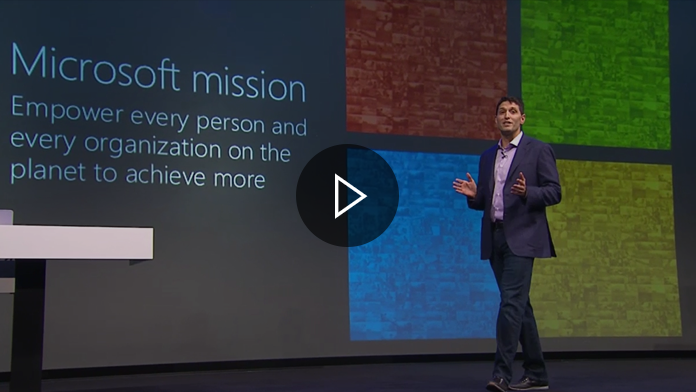 Microsoft mission
Empower every person and
every organization on the
planet to achieve more